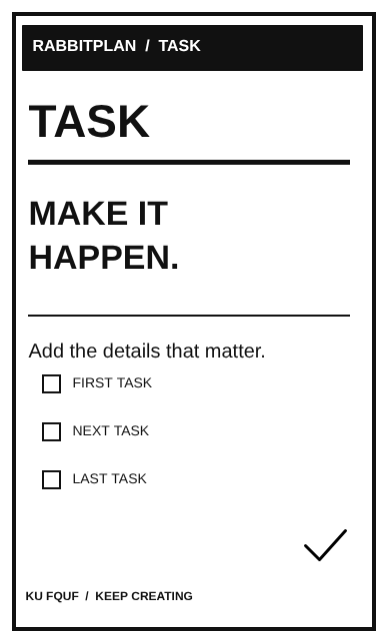 RABBITPLAN / TASK
TASK
MAKE IT
HAPPEN.
Add the details that matter.
FIRST TASK
NEXT TASK
LAST TASK
KU FQUF / KEEP CREATING